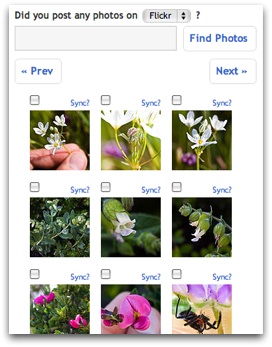 Did you post any photos on Flickr ?
Find Photos
« Prev Next »
Sync? Sync? Sync?
Sync? Sync? Sync?
Sync? Sync? Sync?